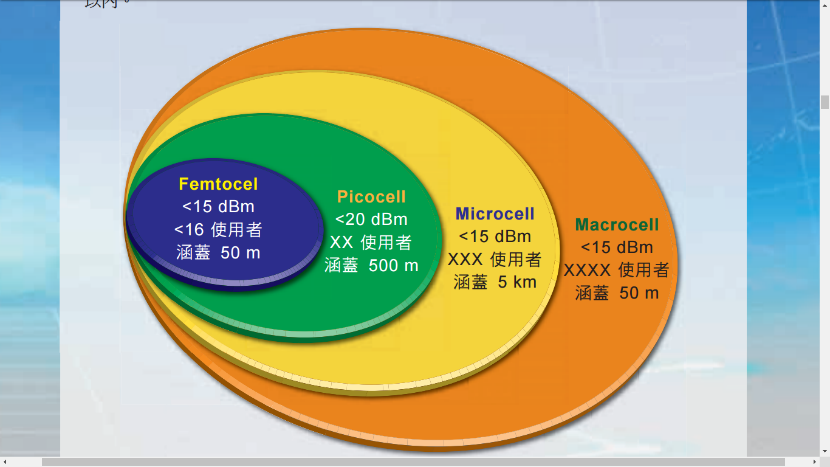 以內。
Femtocel
<15 dBm
<16 使用者
涵蓋 50 m
Picocell
<20 dBm
XX 使用者
涵蓋 500 m
Microcell
<15 dBm
XXX 使用者
涵蓋 5 km
Macrocell
<15 dBm
XXXX 使用者
涵蓋 50 m